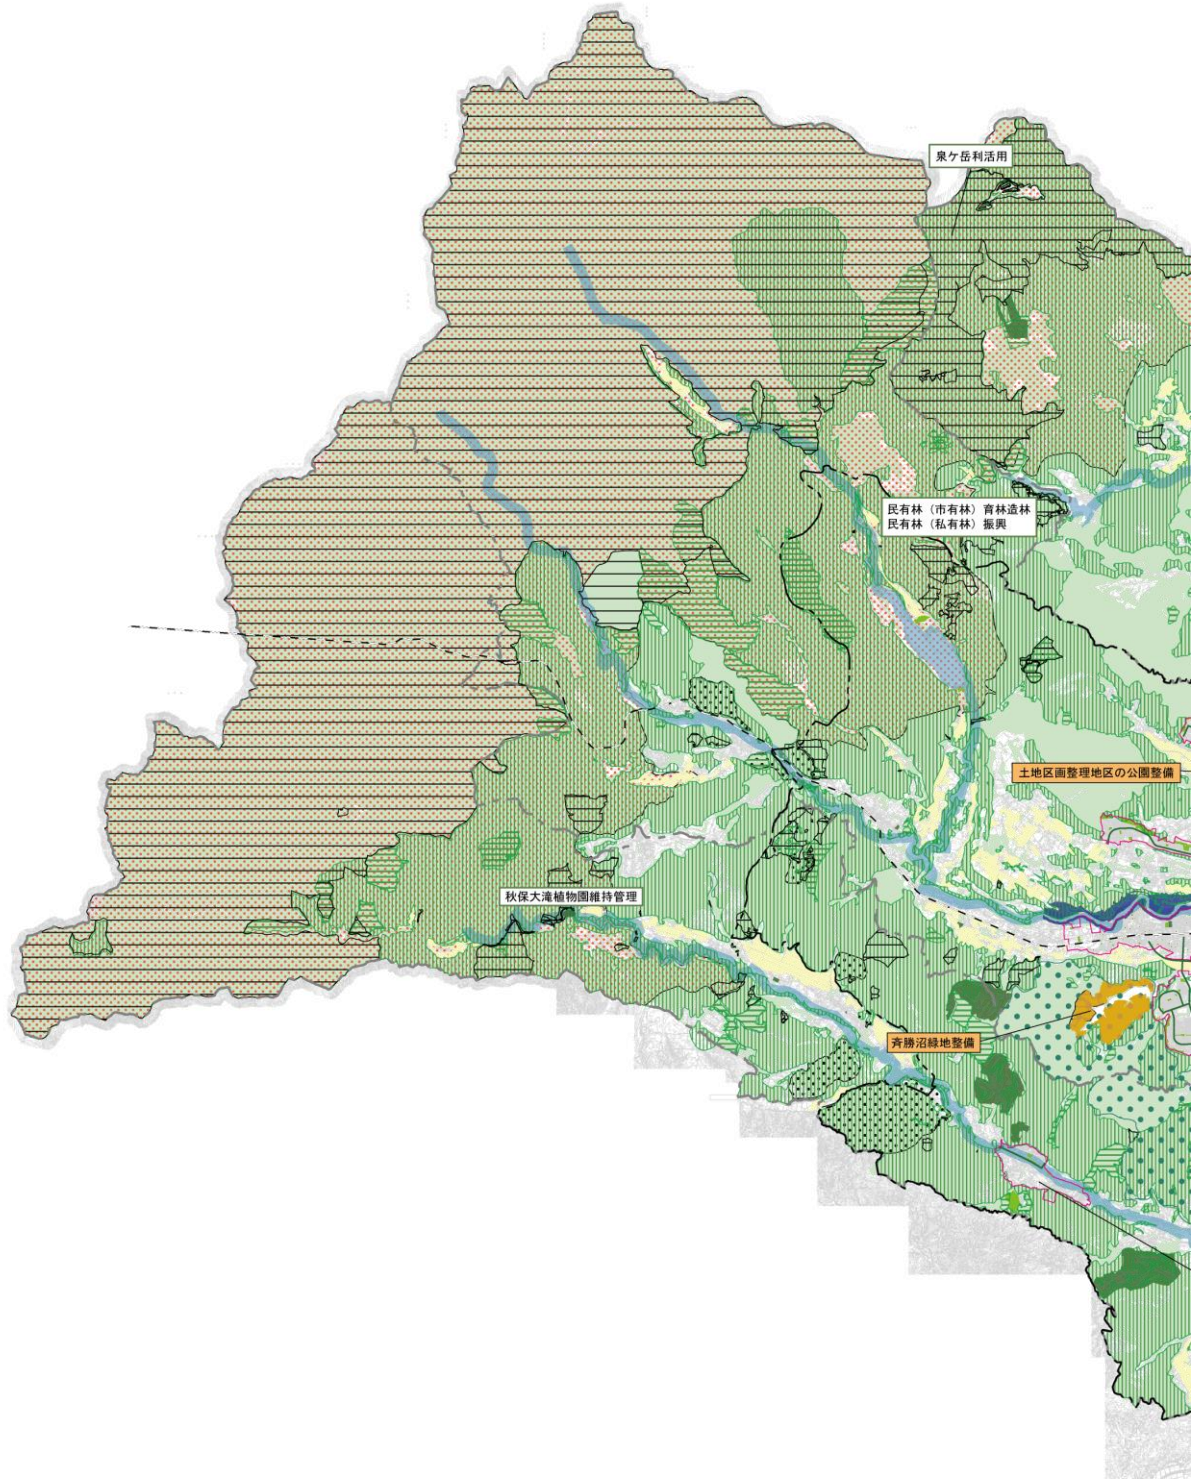 泉ケ岳利活用
民有林（市有林）育林造林
民有林（私有林）振興
土地区画整理地区の公園整備
秋保大滝植物園維持管理
斉勝沼緑地整備